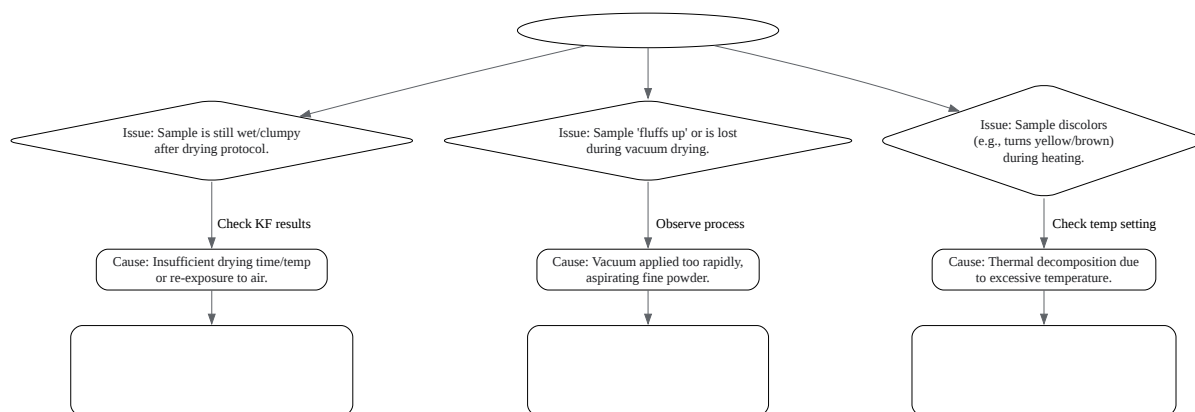 Issue: Sample is still wet/clumpy
after drying protocol.
Issue: Sample 'fluffs up' or is lost
during vacuum drying.
Issue: Sample discolors
(e.g., turns yellow/brown)
during heating.
Check KF results
Observe process
Check temp setting
Cause: Insufficient drying time/temp
or re-exposure to air.
Cause: Vacuum applied too rapidly,
aspirating fine powder.
Cause: Thermal decomposition due
to excessive temperature.